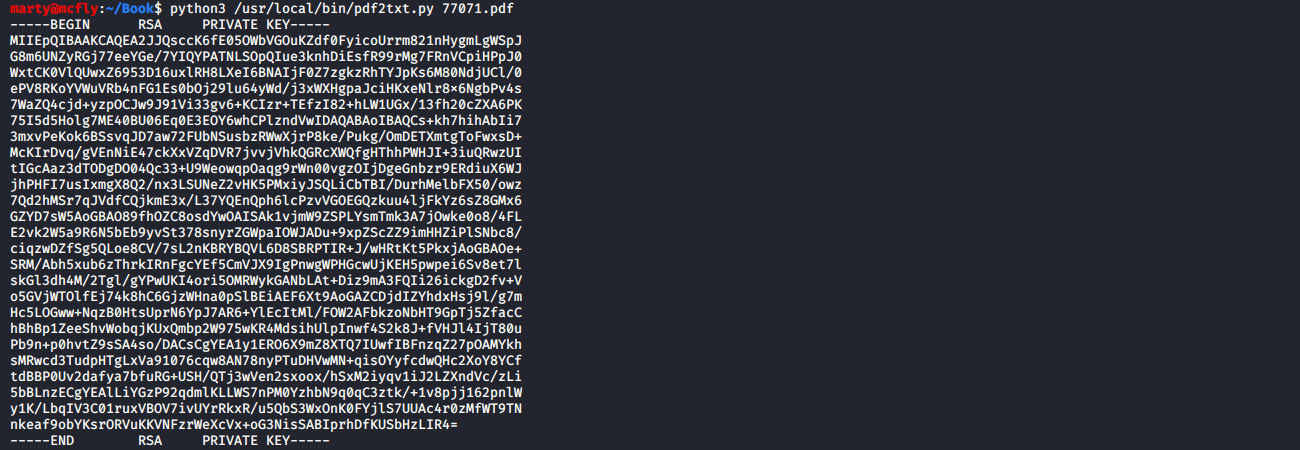 marty@mcfly:~/Book$ python3 /usr/local/bin/pdf2txt.py 77071.pdf
-----BEGIN RSA PRIVATE KEY-----
MIIEpQIBAAKCAQEA2JJQsccK6fE05OWbVGOuKZdf0FyicoUrrm821nHygmLgWSpJ
G8m6UNZyRGj77eeYGe/7YIQYPATNLSOpQIue3knhDiEsfR99rMg7FRnVCpiHPpJ0
WxtCK0VlQUwxZ6953D16uxlRH8LXeI6BNAIjF0Z7zgkzRhTYJpKs6M80NdjUCl/0
ePV8RKoYVWuVRb4nFG1Es0bOj29lu64yWd/j3xWXHgpaJciHKxeNlr8x6NgbPv4s
7WaZQ4cjd+yzpOCJw9J91Vi33gv6+KCIzr+TEfzI82+hLW1UGx/13fh20cZXA6PK
75I5d5Holg7ME40BU06Eq0E3EOY6whCPlzndVwIDAQABAoIBAQCs+kh7hihAbIi7
3mxvPeKok6BSsvqJD7aw72FUbNSusbzRWwXjrP8ke/Pukg/OmDETXmtgToFwxsD+
McKIrDvq/gVEnNiE47ckXxVZqDVR7jvvjVhkQGRcXWQfgHThhPWHJI+3iuQRwzUI
tIGcAaz3dTODgDO04Qc33+U9WeowqpOaqg9rWn00vgzOIjDgeGnbzr9ERdiuX6WJ
jhPHFI7usIxmgX8Q2/nx3LSUNeZ2vHK5PMxiyJSQLiCbTBI/DurhMelbFX50/owz
7Qd2hMSr7qJVdfCQjkmE3x/L37YQEnQph6lcPzvVGOEGQzkuu4ljFkYz6sZ8GMx6
GZYD7sW5AoGBAO89fhOZC8osdYwOAISAk1vjmW9ZSPLYsmTmk3A7jOwke0o8/4FL
E2vk2W5a9R6N5bEb9yvSt378snyrZGWpaIOWJADu+9xpZScZZ9imHHZiPlSNbc8/
ciqzwDZfSg5QLoe8CV/7sL2nKBRYBQVL6D8SBRPTIR+J/wHRtKt5PkxjAoGBAOe+
SRM/Abh5xub6zThrkIRnFgcYEf5CmVJX9IgPnwgWPHGcwUjKEH5pwpei6Sv8et7l
skGl3dh4M/2Tgl/gYPwUKI4ori5OMRWykGANbLAt+Diz9mA3FQIi26ickgD2fv+V
o5GVjWTOlfEj74k8hC6GjzWHna0pSlBEiAEF6Xt9AoGAZCDjdIZYhdxHsj9l/g7m
Hc5LOGww+NqzB0HtsUprN6YpJ7AR6+YlEcItMl/FOW2AFbkzoNbHT9GpTj5ZfacC
hBhBp1ZeeShvWobqjKUxQmbp2W975wKR4MdsihUlpInwf4S2k8J+fVHJl4IjT80u
Pb9n+p0hvtZ9sSA4so/DACsCgYEA1y1ERO6X9mZ8XTQ7IUwfIBFnzqZ27pOAMYkh
sMRwcd3TudpHTgLxVa91076cqw8AN78nyPTuDHVwMN+qisOYyfcdwQHc2XoY8YCf
tdBBP0Uv2dafya7bfuRG+USH/QTj3wVen2sxoox/hSxM2iyqv1iJ2LZXndVc/zLi
5bBLnzECgYEAlLiYGzP92qdmlKLLWS7nPM0YzhbN9q0qC3ztk/+1v8pjj162pnlW
y1K/LbqIV3C01ruxVBOV7ivUYrRkxR/u5QbS3WxOnK0FYjlS7UUAc4r0zMfWT9TN
nkeaf9obYKsrORVuKKVNFzrWeXcVx+oG3NisSABIprhDfKUSbHzLIR4=
-----END RSA PRIVATE KEY-----